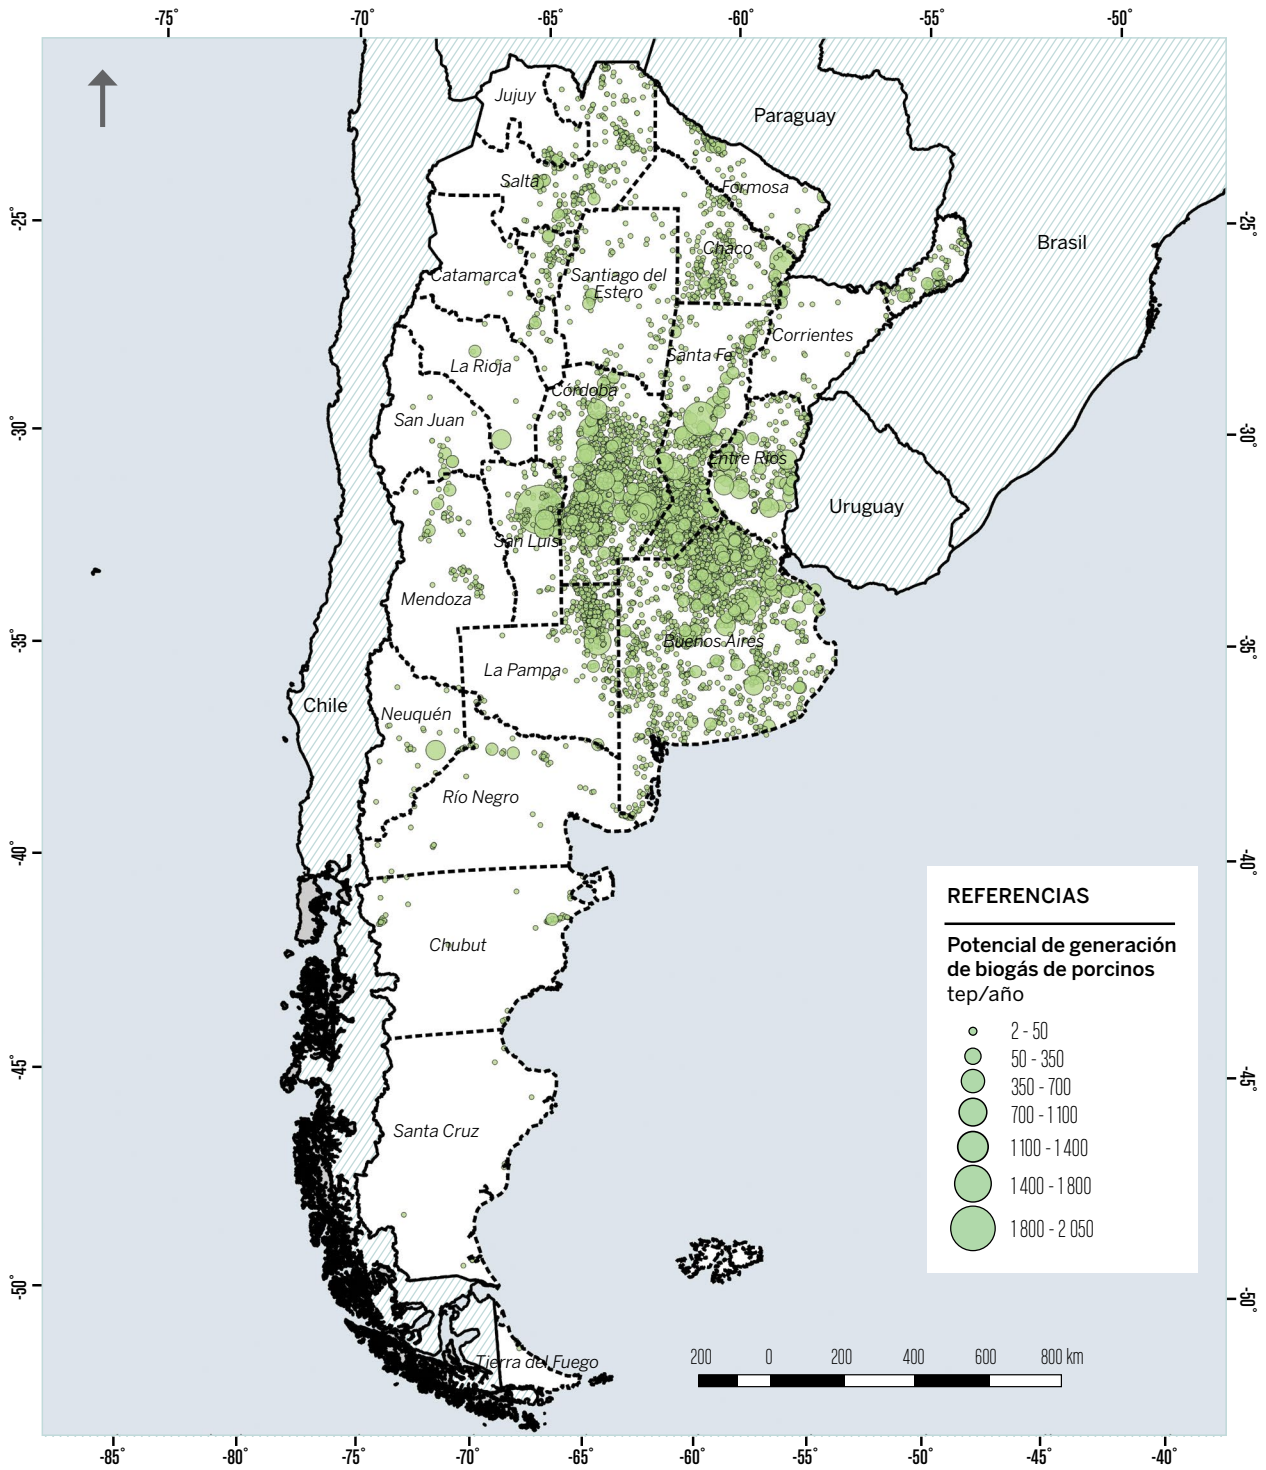 -75° -70° -65° -60° -55° -50°
Jujuy
Paraguay
Salta
Formosa
-25° -25°
Chaco
Brasil
Catamarca
Santiago del
Estero
Corrientes
Santa Fe
La Rioja
Córdoba
San Juan
-30° -30°
Entre Ríos
Uruguay
San Luis
Mendoza
-35° -35°
Buenos Aires
La Pampa
Chile
Neuquén
Río Negro
-40° -40°
Chubut
REFERENCIAS
Potencial de generación
de biogás de porcinos
tep/año
2 - 50
50 - 350
350 - 700
700 - 1 100
1 100 - 1 400
1 400 - 1 800
1 800 - 2 050
-45° -45°
Santa Cruz
-50° -50°
Tierra del Fuego
200 0 200 400 600 800 km
-85° -80° -75° -70° -65° -60° -55° -50° -45° -40°